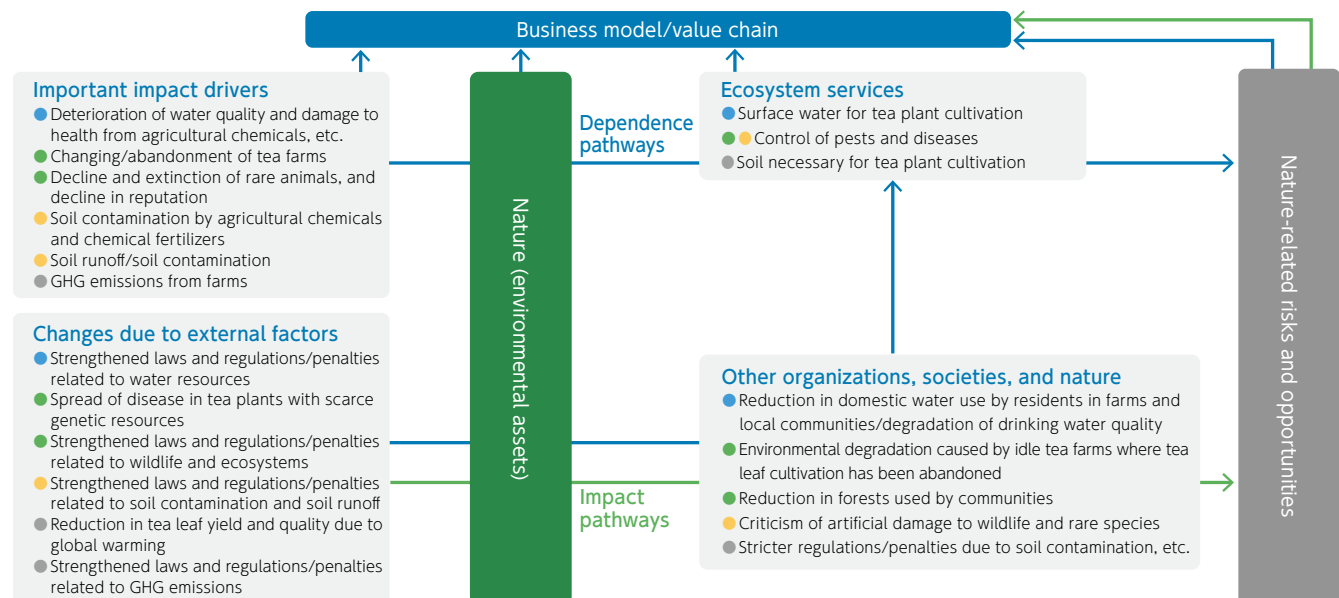 Business model/value chain
Important impact drivers
Deterioration of water quality and damage to
health from agricultural chemicals, etc.
Changing/abandonment of tea farms
Decline and extinction of rare animals, and
decline in reputation
Soil contamination by agricultural chemicals
and chemical fertilizers
Soil runoff/soil contamination
GHG emissions from farms
Changes due to external factors
Strengthened laws and regulations/penalties
related to water resources
Spread of disease in tea plants with scarce
genetic resources
Strengthened laws and regulations/penalties
related to wildlife and ecosystems
Strengthened laws and regulations/penalties
related to soil contamination and soil runoff
Reduction in tea leaf yield and quality due to
global warming
Strengthened laws and regulations/penalties
related to GHG emissions
Nature (environmental assets)
Dependence
pathways
Impact
pathways
Ecosystem services
Surface water for tea plant cultivation
Control of pests and diseases
Soil necessary for tea plant cultivation
Other organizations, societies, and nature
Reduction in domestic water use by residents in farms and
local communities/degradation of drinking water quality
Environmental degradation caused by idle tea farms where tea
leaf cultivation has been abandoned
Reduction in forests used by communities
Criticism of artificial damage to wildlife and rare species
Stricter regulations/penalties due to soil contamination, etc.
Nature-related risks and opportunities